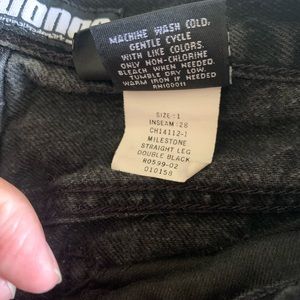 MACHINE WASH COLD.
GENTLE CYCLE
WITH LIKE COLORS.
ONLY NON-CHLORINE
BLEACH WHEN NEEDED.
TUMBLE DRY LOW.
WARM IRON IF NEEDED
RH100011
SIZE:1
INSEAM:28
CH14112-1
MILESTONE
STRAIGHT LEG
DOUBLE BLACK
R0599-02
010158